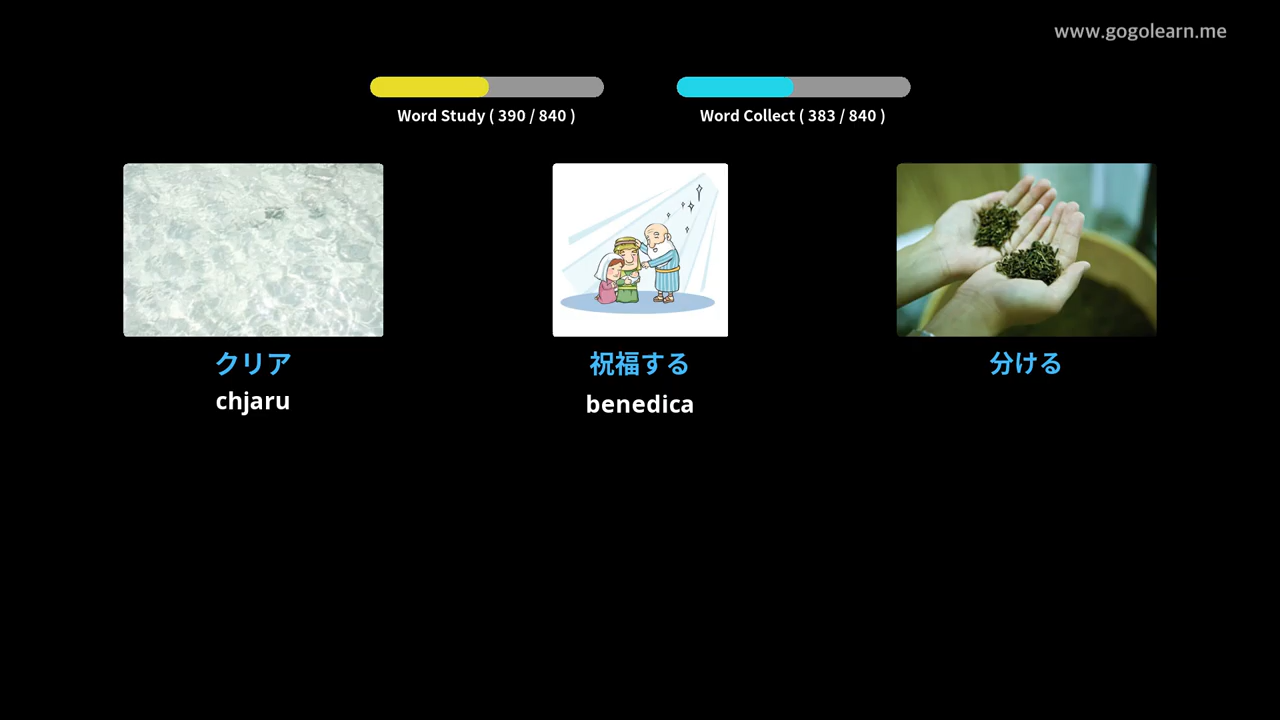 www.gogolearn.me
Word Study ( 390 / 840 )
Word Collect ( 383 / 840 )
クリア
chjaru
祝福する
benedica
分ける